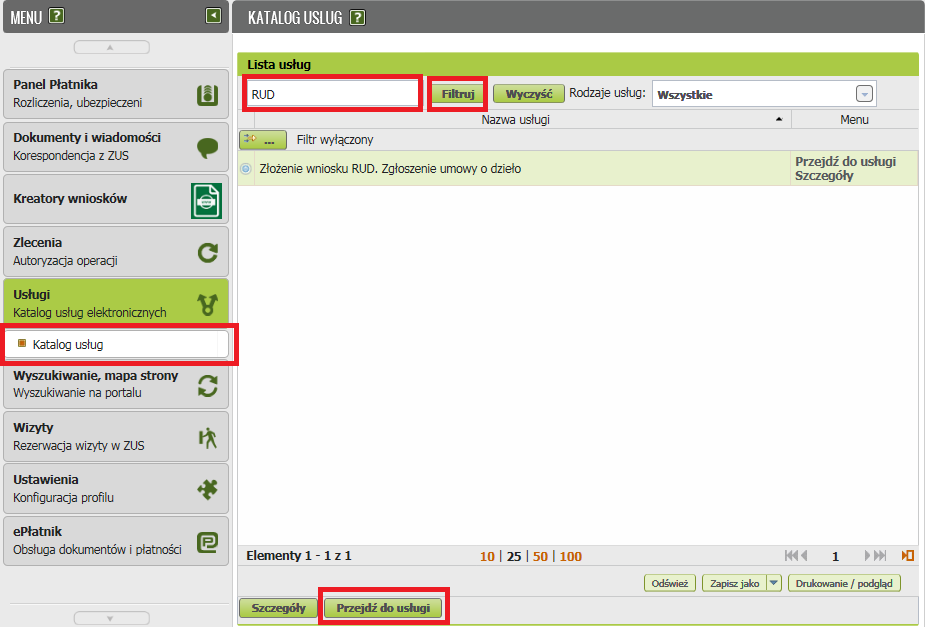 MENU ?
KATALOG USŁUG ?
Panel Płatnika
Rozliczenia, ubezpieczeni
Dokumenty i wiadomości
Korespondencja z ZUS
Kreatory wniosków
Zlecenia
Autoryzacja operacji
Usługi
Katalog usług elektronicznych
Katalog usług
Wyszukiwanie, mapa strony
Wyszukiwanie na portalu
Wizyty
Rezerwacja wizyty w ZUS
Ustawienia
Konfiguracja profilu
ePłatnik
Obsługa dokumentów i płatności
Lista usług
RUD Filtruj Wyczyść Rodzaje usług: Wszystkie
Nazwa usługi Menu
... Filtr wyłączony
Złożenie wniosku RUD. Zgłoszenie umowy o dzieło Przejdź do usługi
Szczegóły
Elementy 1 - 1 z 1 10 | 25 | 50 | 100 1
Odśwież Zapisz jako Drukowanie / podgląd
Szczegóły Przejdź do usługi